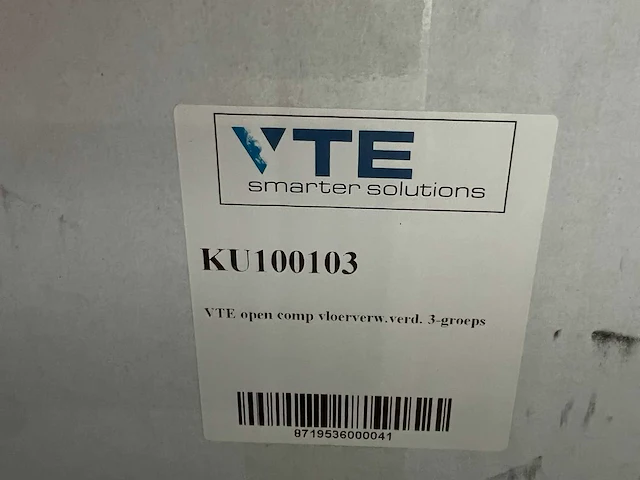 VTE
smarter solutions
KU100103
VTE open comp vloerverw.verd. 3-groeps
8719536000041